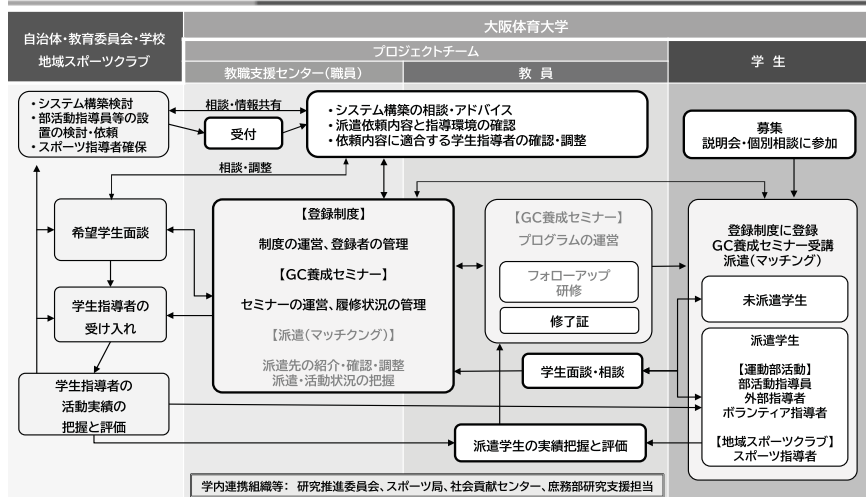 自治体・教育委員会・学校
地域スポーツクラブ
大阪体育大学
プロジェクトチーム
教職支援センター(職員)
教 員
学 生
・システム構築検討
・部活動指導員等の設
置の検討・依頼
・スポーツ指導者確保
相談・情報共有
受付
・システム構築の相談・アドバイス
・派遣依頼内容と指導環境の確認
・依頼内容に適合する学生指導者の確認・調整
募集
説明会・個別相談に参加
相談・調整
希望学生面談
学生指導者の
受け入れ
学生指導者の
活動実績の
把握と評価
【登録制度】
制度の運営、登録者の管理
【GC養成セミナー】
セミナーの運営、履修状況の管理
【派遣(マッチクング)】
派遣先の紹介・確認・調整
派遣・活動状況の把握
【GC養成セミナー】
プログラムの運営
フォローアップ
研修
修了証
学生面談・相談
派遣学生の実績把握と評価
登録制度に登録
GC養成セミナー受講
派遣(マッチング)
未派遣学生
派遣学生
【運動部活動】
部活動指導員
外部指導者
ボランティア指導者
【地域スポーツクラブ】
スポーツ指導者
学内連携組織等： 研究推進委員会、スポーツ局、社会貢献センター、庶務部研究支援担当